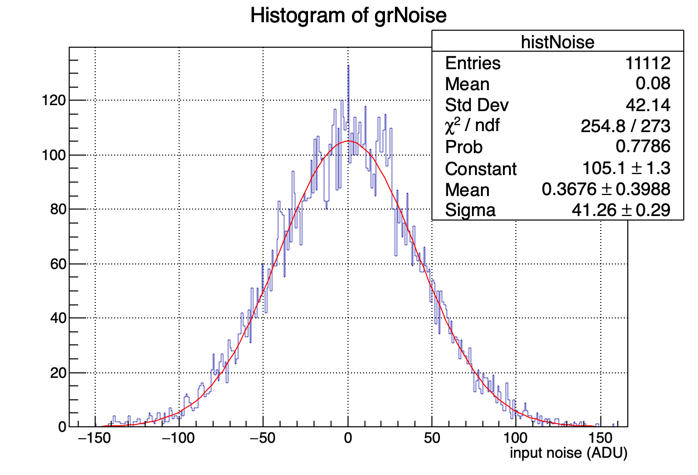 Histogram of grNoise
histNoise
Entries 11112
Mean 0.08
Std Dev 42.14
χ² / ndf 254.8 / 273
Prob 0.7786
Constant 105.1 ± 1.3
Mean 0.3676 ± 0.3988
Sigma 41.26 ± 0.29
120
100
80
60
40
20
0
−150 −100 −50 0 50 100 150
input noise (ADU)